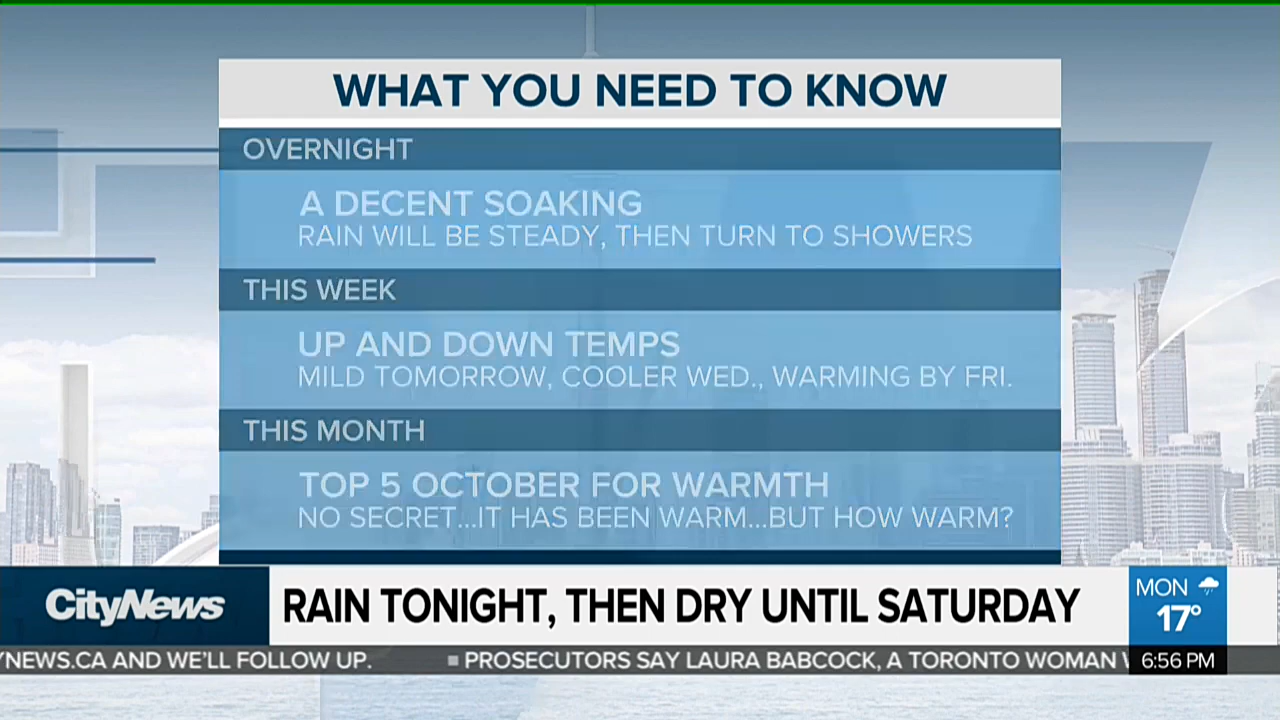 WHAT YOU NEED TO KNOW
OVERNIGHT
A DECENT SOAKING
RAIN WILL BE STEADY, THEN TURN TO SHOWERS
THIS WEEK
UP AND DOWN TEMPS
MILD TOMORROW, COOLER WED., WARMING BY FRI.
THIS MONTH
TOP 5 OCTOBER FOR WARMTH
NO SECRET...IT HAS BEEN WARM...BUT HOW WARM?
CityNews
RAIN TONIGHT, THEN DRY UNTIL SATURDAY
MON
17°
YNEWS.CA AND WE'LL FOLLOW UP. ■ PROSECUTORS SAY LAURA BABCOCK, A TORONTO WOMAN
6:56 PM